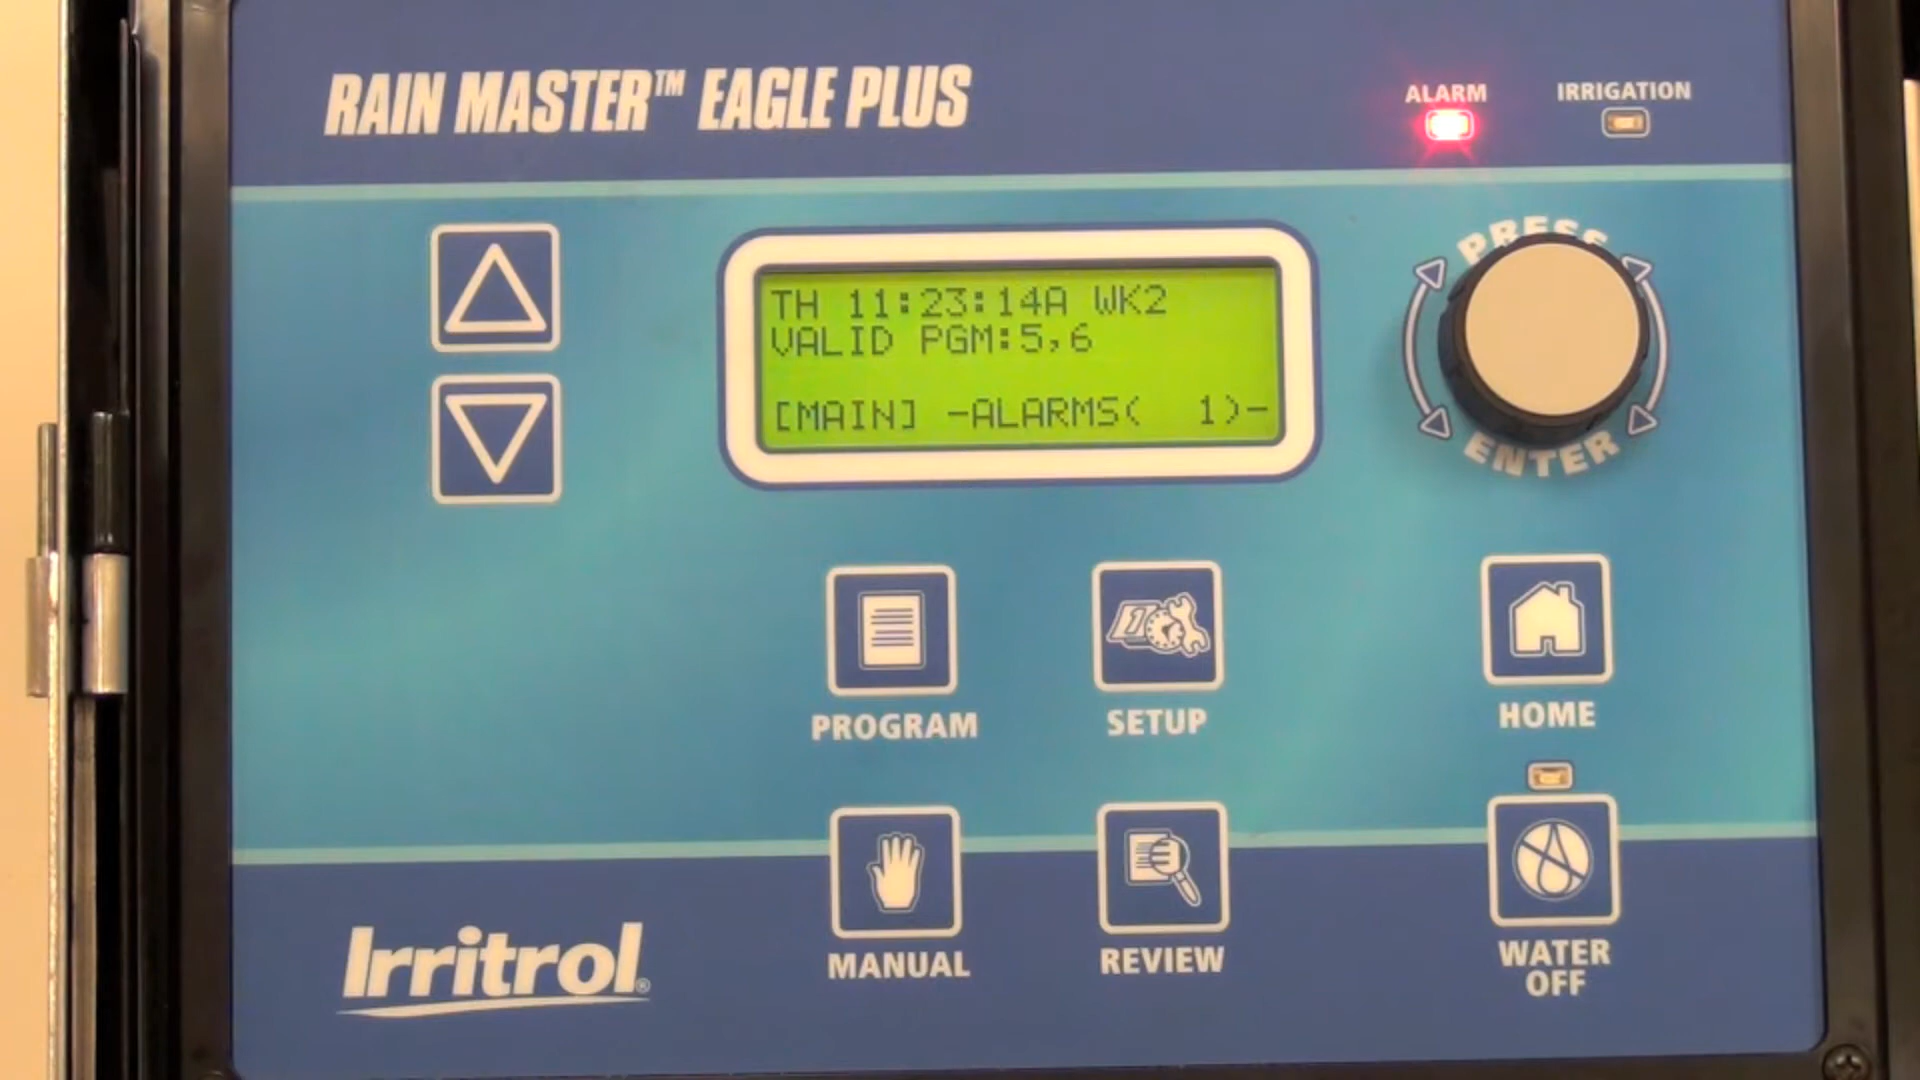 RAIN MASTER™ EAGLE PLUS
ALARM
IRRIGATION
TH 11:23:14A WK2
VALID PGM:5,6
[MAIN] -ALARMS(  1)-
PRESS
ENTER
PROGRAM
SETUP
HOME
MANUAL
REVIEW
WATER
OFF
Irritrol®